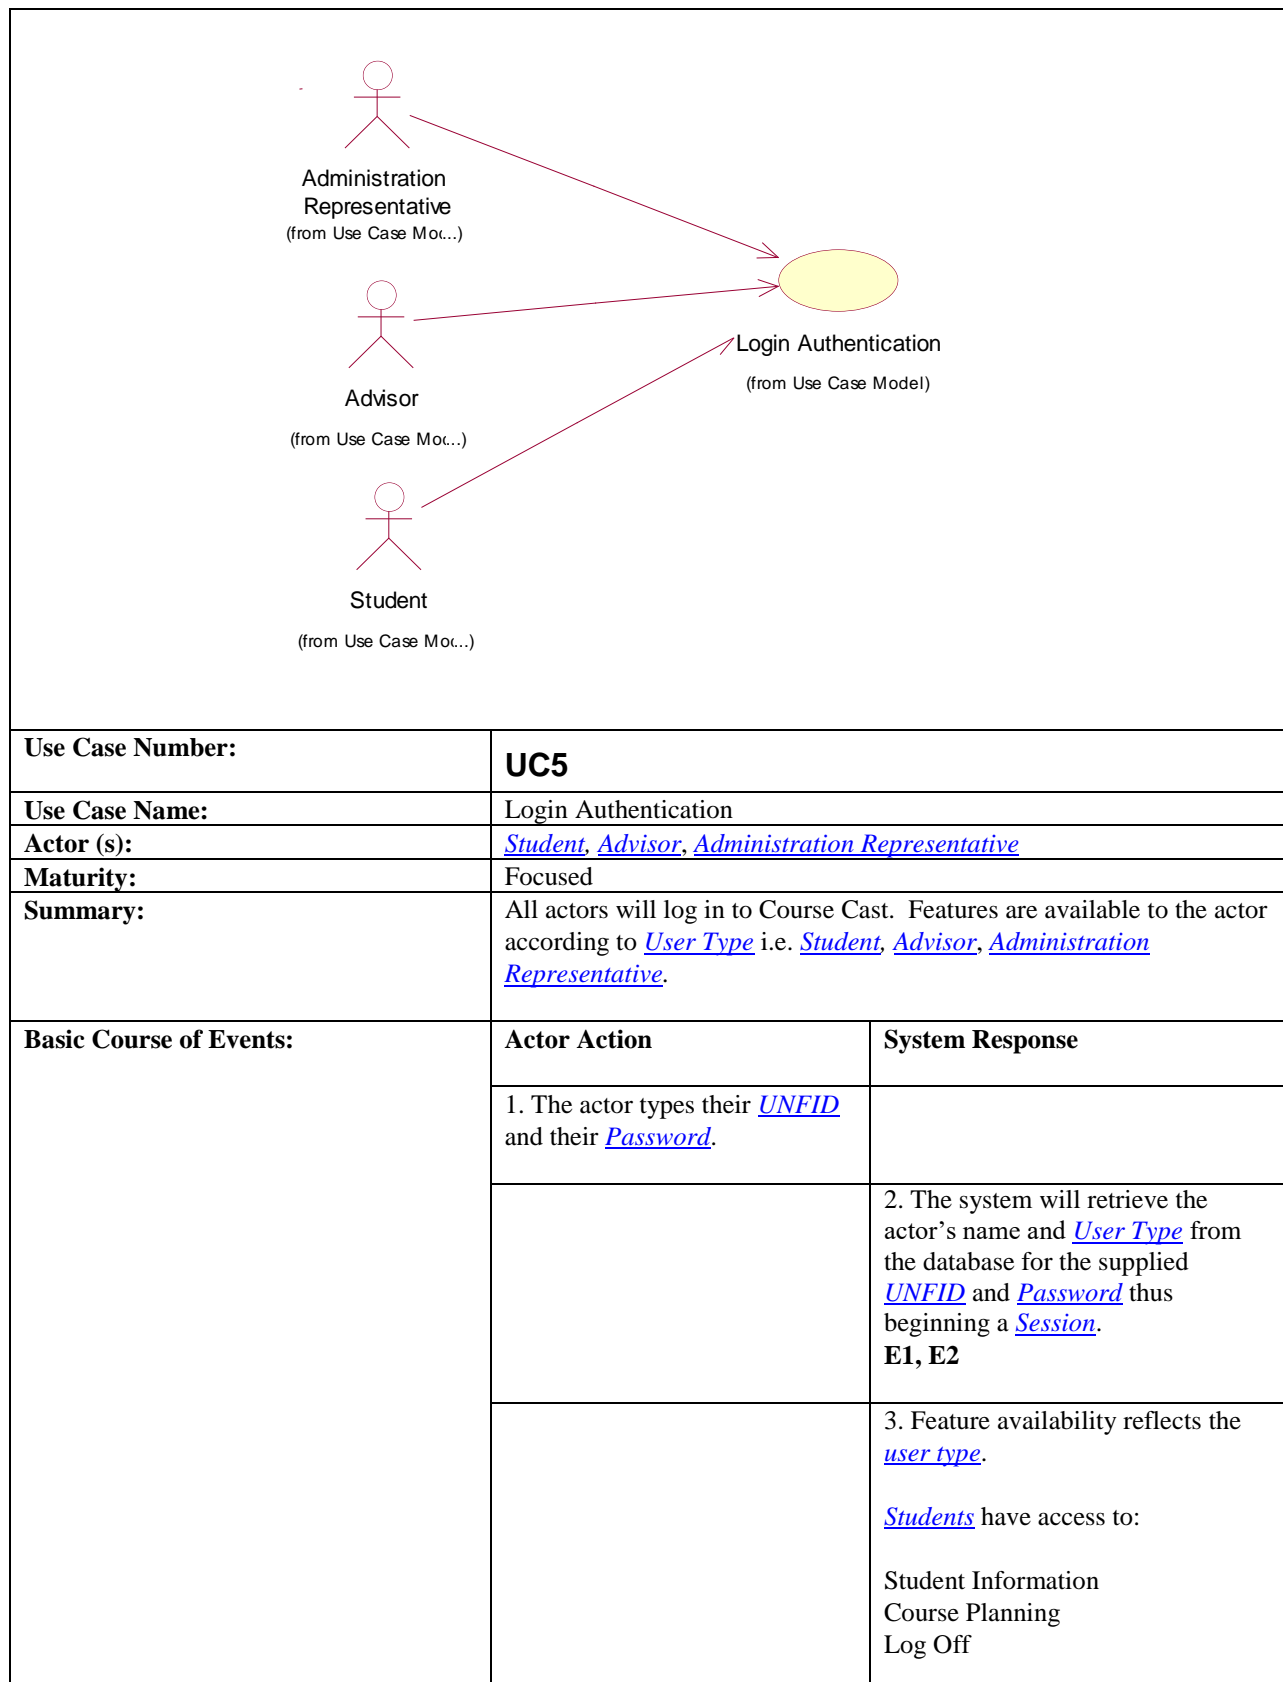 Administration
Representative
(from Use Case Mo...)
Advisor
(from Use Case Mo...)
Student
(from Use Case Mo...)
Login Authentication
(from Use Case Model)
Use Case Number:
UC5
Use Case Name:
Login Authentication
Actor (s):
Student, Advisor, Administration Representative
Maturity:
Focused
Summary:
All actors will log in to Course Cast.  Features are available to the actor
according to User Type i.e. Student, Advisor, Administration
Representative.
Basic Course of Events:
Actor Action
System Response
1. The actor types their UNFID
and their Password.
2. The system will retrieve the
actor’s name and User Type from
the database for the supplied
UNFID and Password thus
beginning a Session.
E1, E2
3. Feature availability reflects the
user type.
Students have access to:
Student Information
Course Planning
Log Off